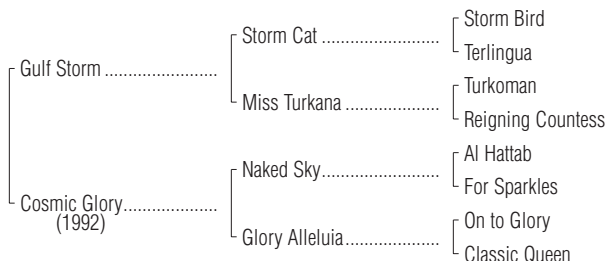 Storm Bird
Storm Cat ..............................
Terlingua
Gulf Storm .............................
Turkoman
Miss Turkana ........................
Reigning Countess
Al Hattab
Naked Sky..............................
For Sparkles
Cosmic Glory........................
(1992)
On to Glory
Glory Alleluia........................
Classic Queen